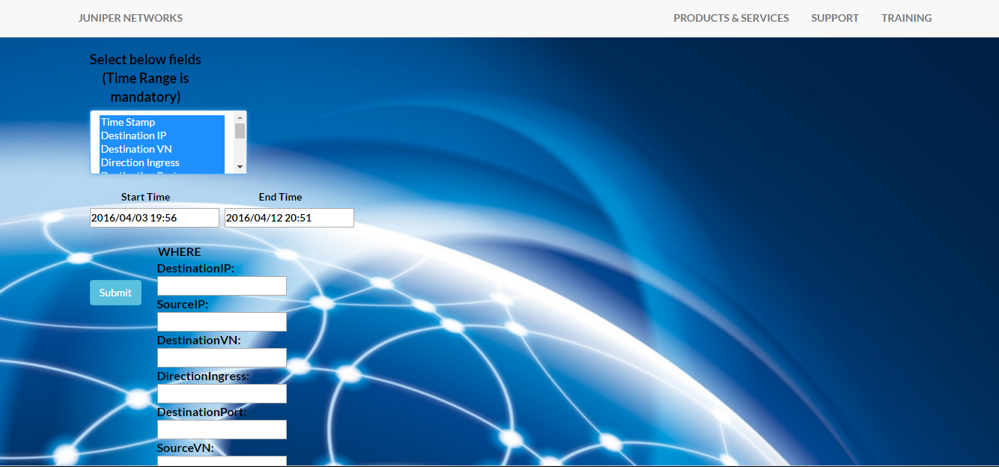 JUNIPER NETWORKS
PRODUCTS & SERVICES
SUPPORT
TRAINING
Select below fields
(Time Range is
mandatory)
Time Stamp
Destination IP
Destination VN
Direction Ingress
Start Time
End Time
2016/04/03 19:56
2016/04/12 20:51
WHERE
DestinationIP:
Submit
SourceIP:
DestinationVN:
DirectionIngress:
DestinationPort:
SourceVN: